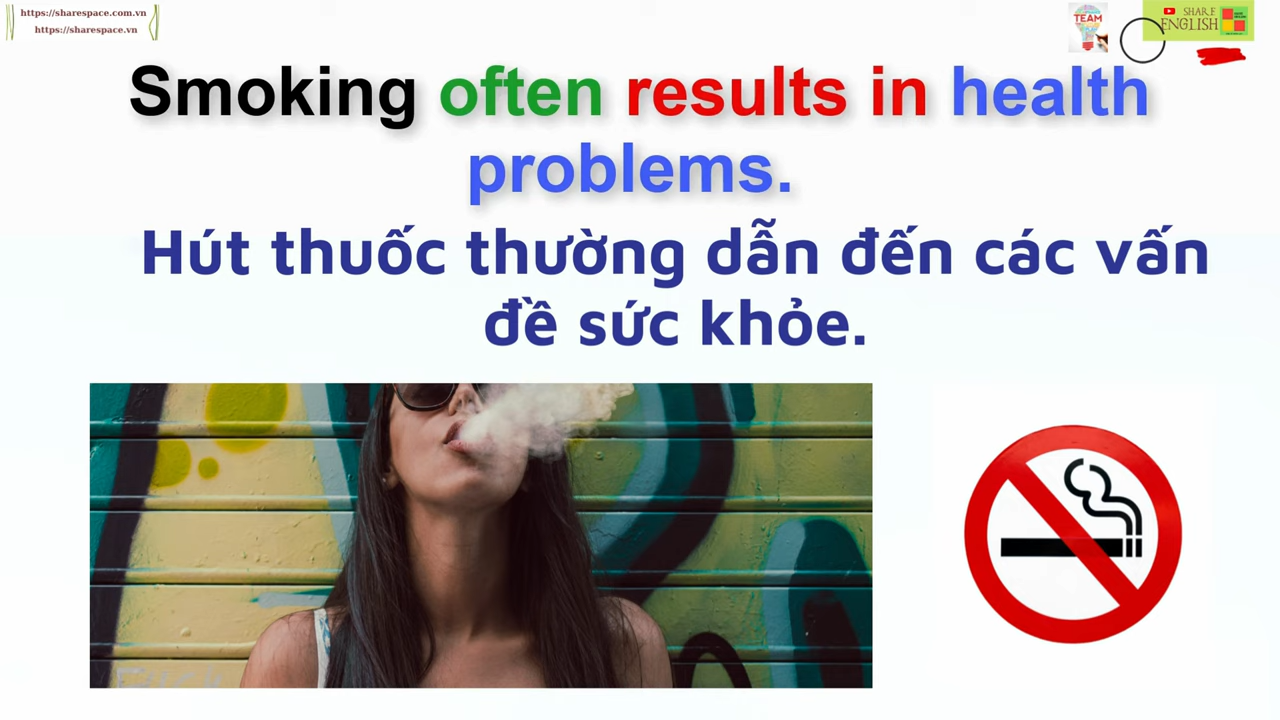 https://sharespace.com.vn
https://sharespace.vn
TEAM
SHARE
ENGLISH
Smoking often results in health
problems.
Hút thuốc thường dẫn đến các vấn
đề sức khỏe.